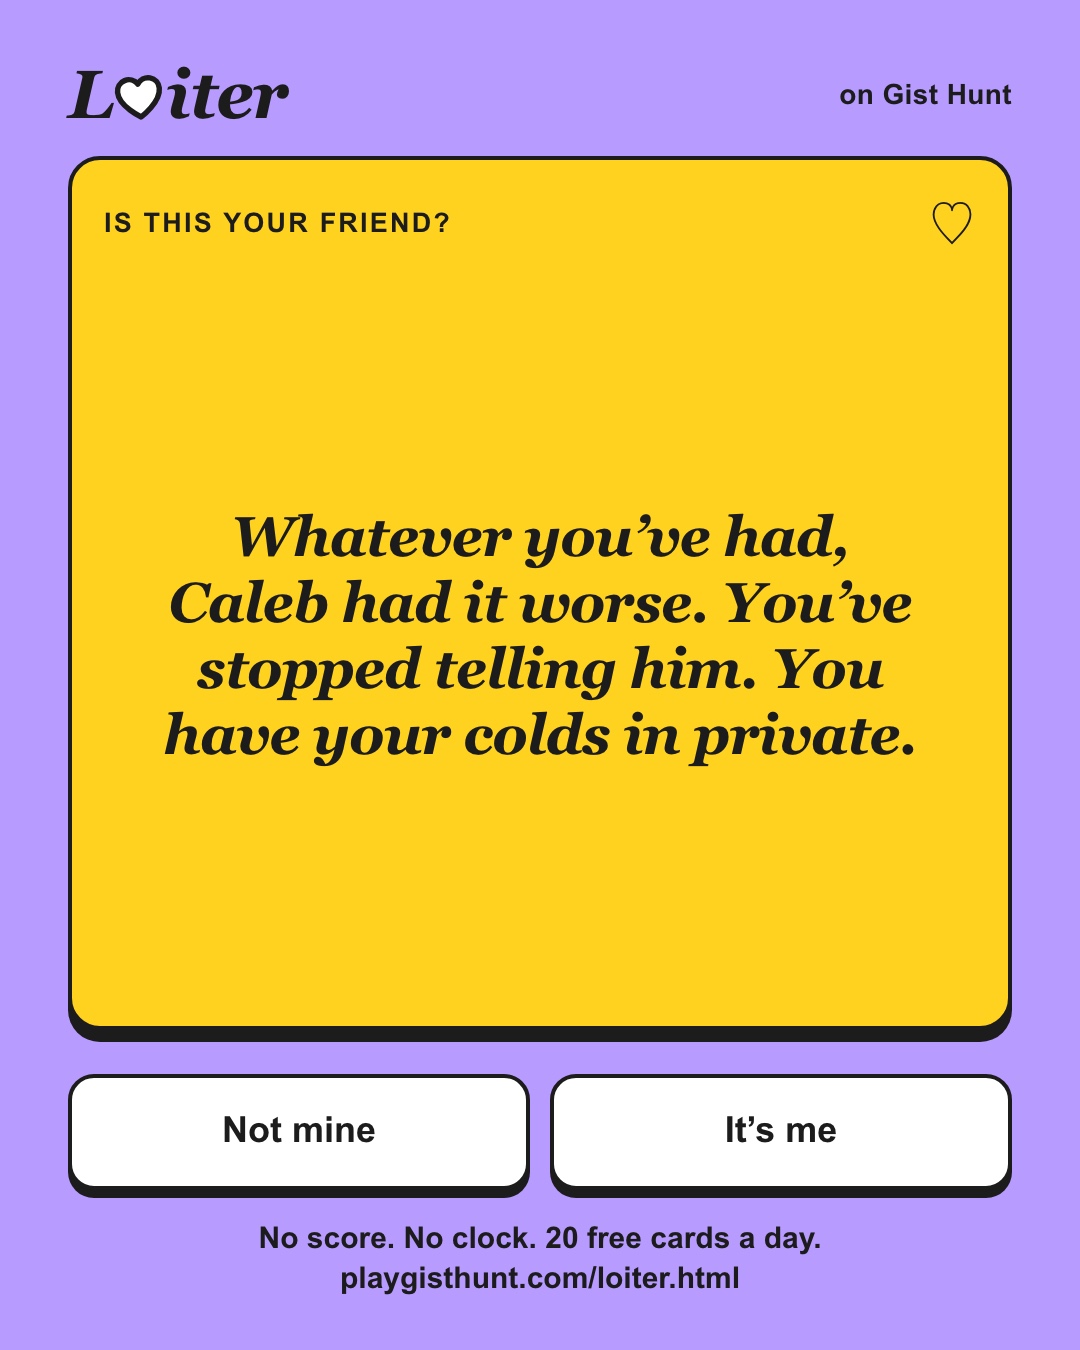 Loiter
on Gist Hunt
IS THIS YOUR FRIEND?
Whatever you’ve had,
Caleb had it worse. You’ve
stopped telling him. You
have your colds in private.
Not mine
It’s me
No score. No clock. 20 free cards a day.
playgisthunt.com/loiter.html